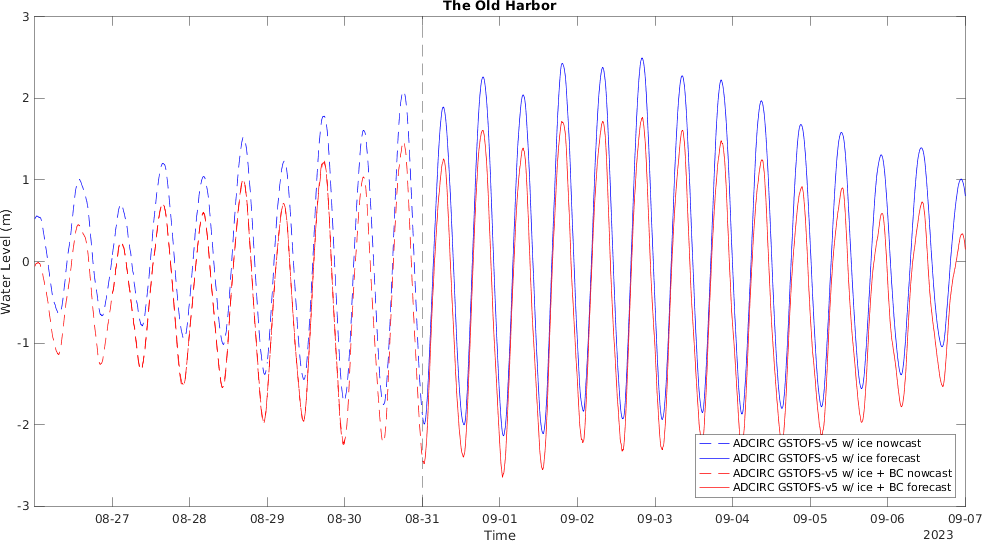 The Old Harbor
3
2
1
0
-1
-2
-3
Water Level (m)
ADCIRC GSTOFS-v5 w/ ice nowcast
ADCIRC GSTOFS-v5 w/ ice forecast
ADCIRC GSTOFS-v5 w/ ice + BC nowcast
ADCIRC GSTOFS-v5 w/ ice + BC forecast
08-27 08-28 08-29 08-30 08-31 09-01 09-02 09-03 09-04 09-05 09-06 09-07
Time
2023